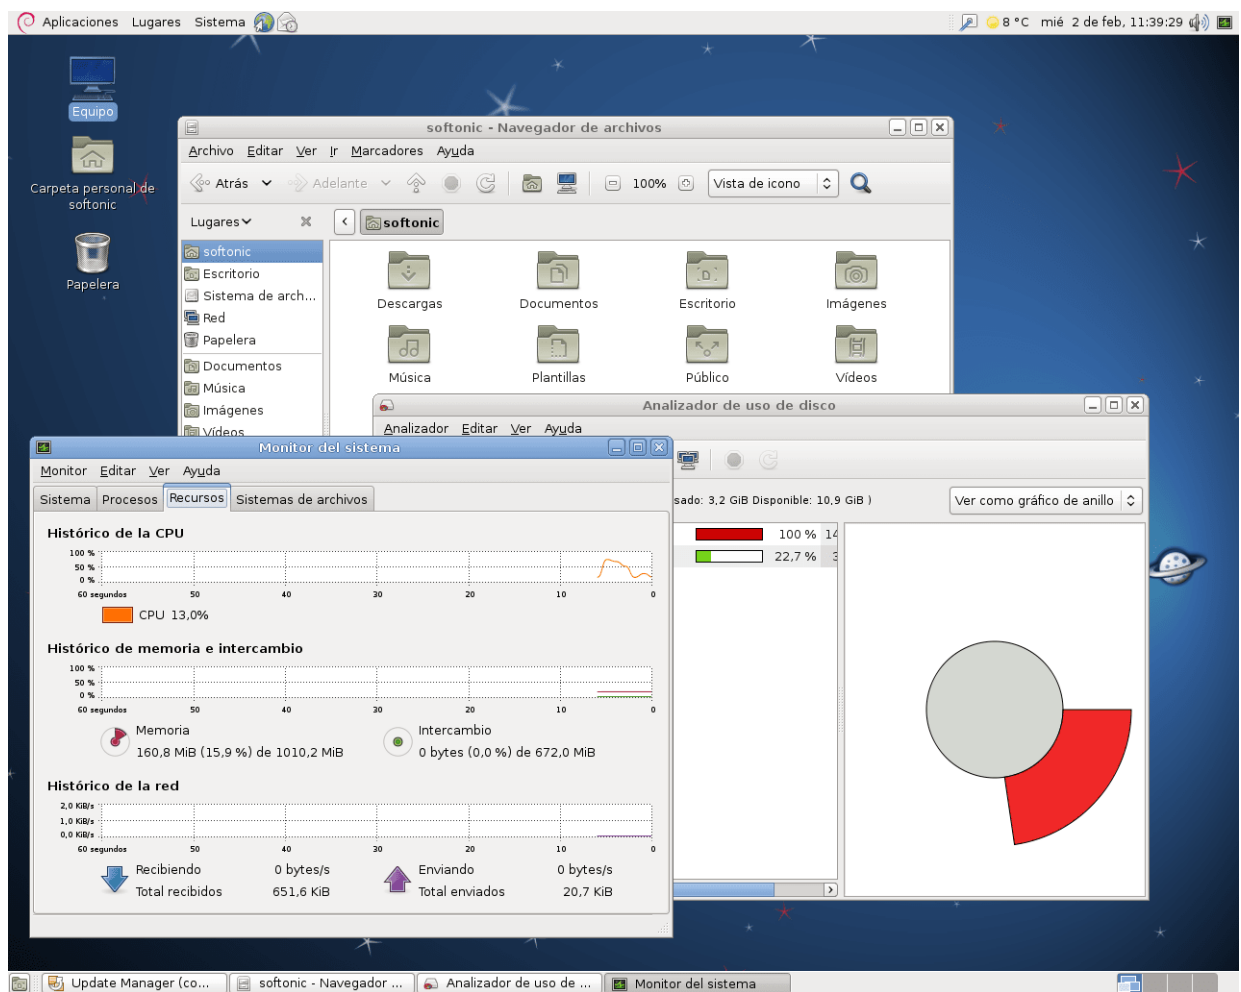 Aplicaciones Lugares Sistema 8 °C mié 2 de feb, 11:39:29
Equipo
Carpeta personal de
softonic
Papelera
softonic - Navegador de archivos
Archivo Editar Ver Ir Marcadores Ayuda
Atrás Adelante 100% Vista de icono
Lugares softonic
softonic
Escritorio
Sistema de arch...
Red
Papelera
Documentos
Música
Imágenes
Vídeos
Descargas Documentos Escritorio Imágenes
Música Plantillas Público Vídeos
Analizador de uso de disco
Analizador Editar Ver Ayuda
sado: 3,2 GiB Disponible: 10,9 GiB ) Ver como gráfico de anillo
100 % 14
22,7 % 3
Monitor del sistema
Monitor Editar Ver Ayuda
Sistema Procesos Recursos Sistemas de archivos
Histórico de la CPU
100 %
50 %
0 %
60 segundos 50 40 30 20 10 0
CPU 13,0%
Histórico de memoria e intercambio
100 %
50 %
0 %
60 segundos 50 40 30 20 10 0
Memoria Intercambio
160,8 MiB (15,9 %) de 1010,2 MiB 0 bytes (0,0 %) de 672,0 MiB
Histórico de la red
2,0 KiB/s
1,0 KiB/s
0,0 KiB/s
60 segundos 50 40 30 20 10 0
Recibiendo 0 bytes/s Enviando 0 bytes/s
Total recibidos 651,6 KiB Total enviados 20,7 KiB
Update Manager (co... softonic - Navegador ... Analizador de uso de ... Monitor del sistema